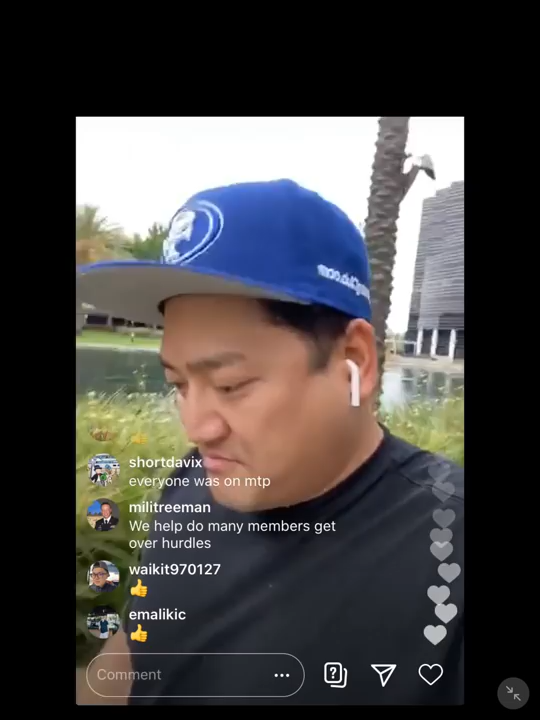 shortdavix
everyone was on mtp
militreeman
We help do many members get
over hurdles
waikit970127
👍
emalikic
👍
Comment